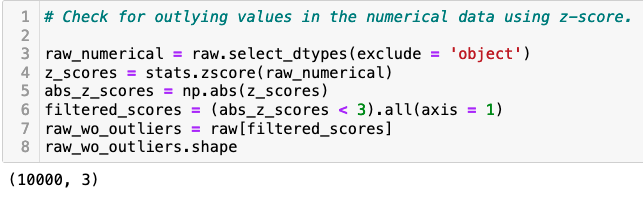 1 # Check for outlying values in the numerical data using z-score.
2
3 raw_numerical = raw.select_dtypes(exclude = 'object')
4 z_scores = stats.zscore(raw_numerical)
5 abs_z_scores = np.abs(z_scores)
6 filtered_scores = (abs_z_scores < 3).all(axis = 1)
7 raw_wo_outliers = raw[filtered_scores]
8 raw_wo_outliers.shape
(10000, 3)